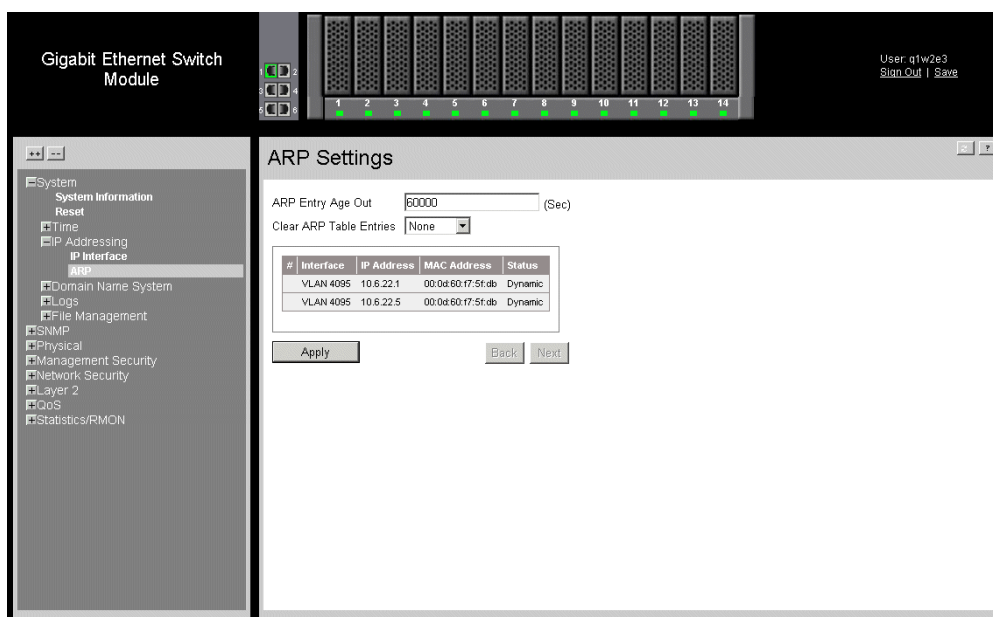 Gigabit Ethernet Switch
Module
1 2
3 4
5 6
1 2 3 4 5 6 7 8 9 10 11 12 13 14
User: q1w2e3
Sign Out | Save
++ --
System
System Information
Reset
Time
IP Addressing
IP Interface
ARP
Domain Name System
Logs
File Management
SNMP
Physical
Management Security
Network Security
Layer 2
QoS
Statistics/RMON
ARP Settings
?
ARP Entry Age Out 60000 (Sec)
Clear ARP Table Entries None
# Interface IP Address MAC Address Status
VLAN 4095 10.6.22.1 00:0d:60:f7:5f:db Dynamic
VLAN 4095 10.6.22.5 00:0d:60:f7:5f:db Dynamic
Apply Back Next